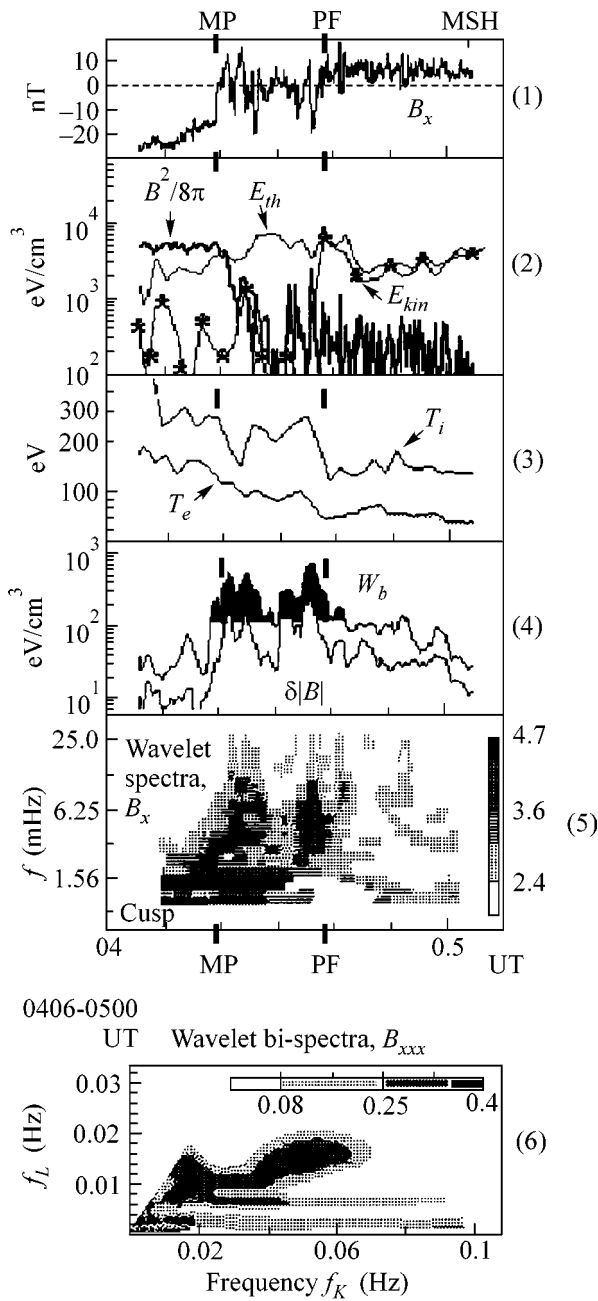 MP PF MSH
nT
0
−10
−20
B_x
(1)
eV/cm^3
10^4
10^3
10^2
B^2/8π
E_th
E_kin
(2)
10
eV
300
200
100
T_i
T_e
(3)
eV/cm^3
10^3
10^2
10^1
W_b
δ|B|
(4)
f (mHz)
25.0
6.25
1.56
Wavelet
spectra,
B_x
Cusp
4.7
3.6
2.4
(5)
04 0.5
MP PF UT
0406-0500
UT Wavelet bi-spectra, B_xxx
f_L (Hz)
0.03
0.02
0.01
0.08 0.25 0.4
(6)
0.02 0.06 0.1
Frequency f_K (Hz)